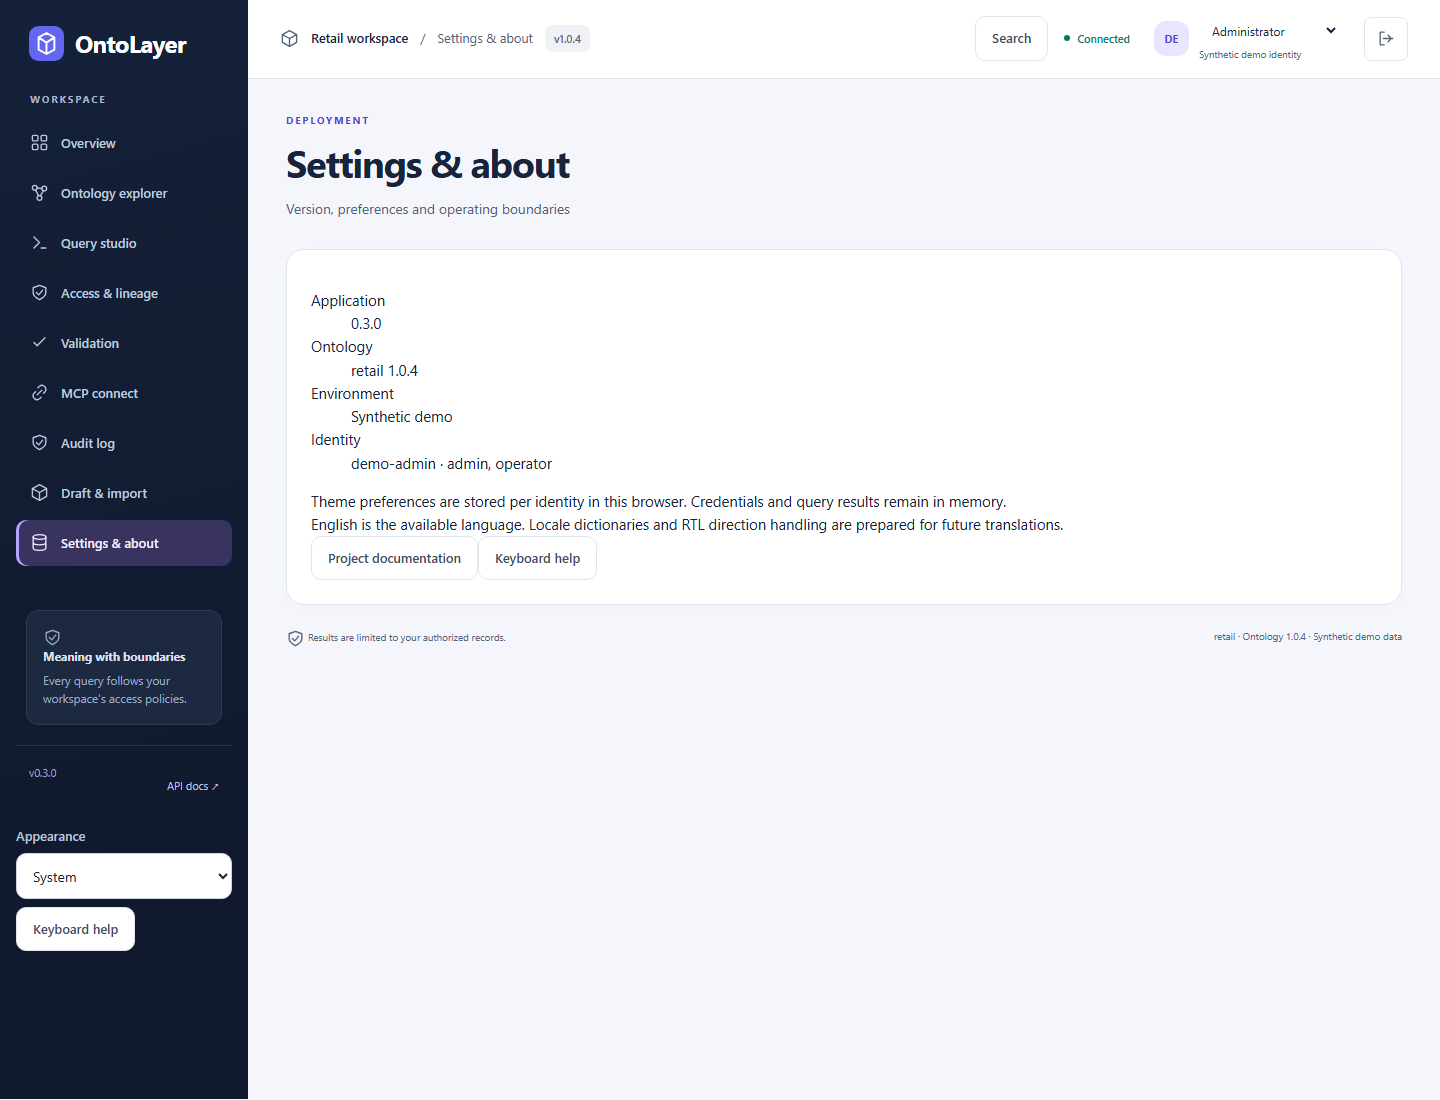 OntoLayer
WORKSPACE
Overview
Ontology explorer
Query studio
Access & lineage
Validation
MCP connect
Audit log
Draft & import
Settings & about
Meaning with boundaries
Every query follows your
workspace's access policies.
v0.3.0
API docs ↗
Appearance
System
Keyboard help
Retail workspace / Settings & about v1.0.4
Search
Connected
DE
Administrator
Synthetic demo identity
DEPLOYMENT
Settings & about
Version, preferences and operating boundaries
Application
0.3.0
Ontology
retail 1.0.4
Environment
Synthetic demo
Identity
demo-admin · admin, operator
Theme preferences are stored per identity in this browser. Credentials and query results remain in memory.
English is the available language. Locale dictionaries and RTL direction handling are prepared for future translations.
Project documentation
Keyboard help
Results are limited to your authorized records.
retail · Ontology 1.0.4 · Synthetic demo data